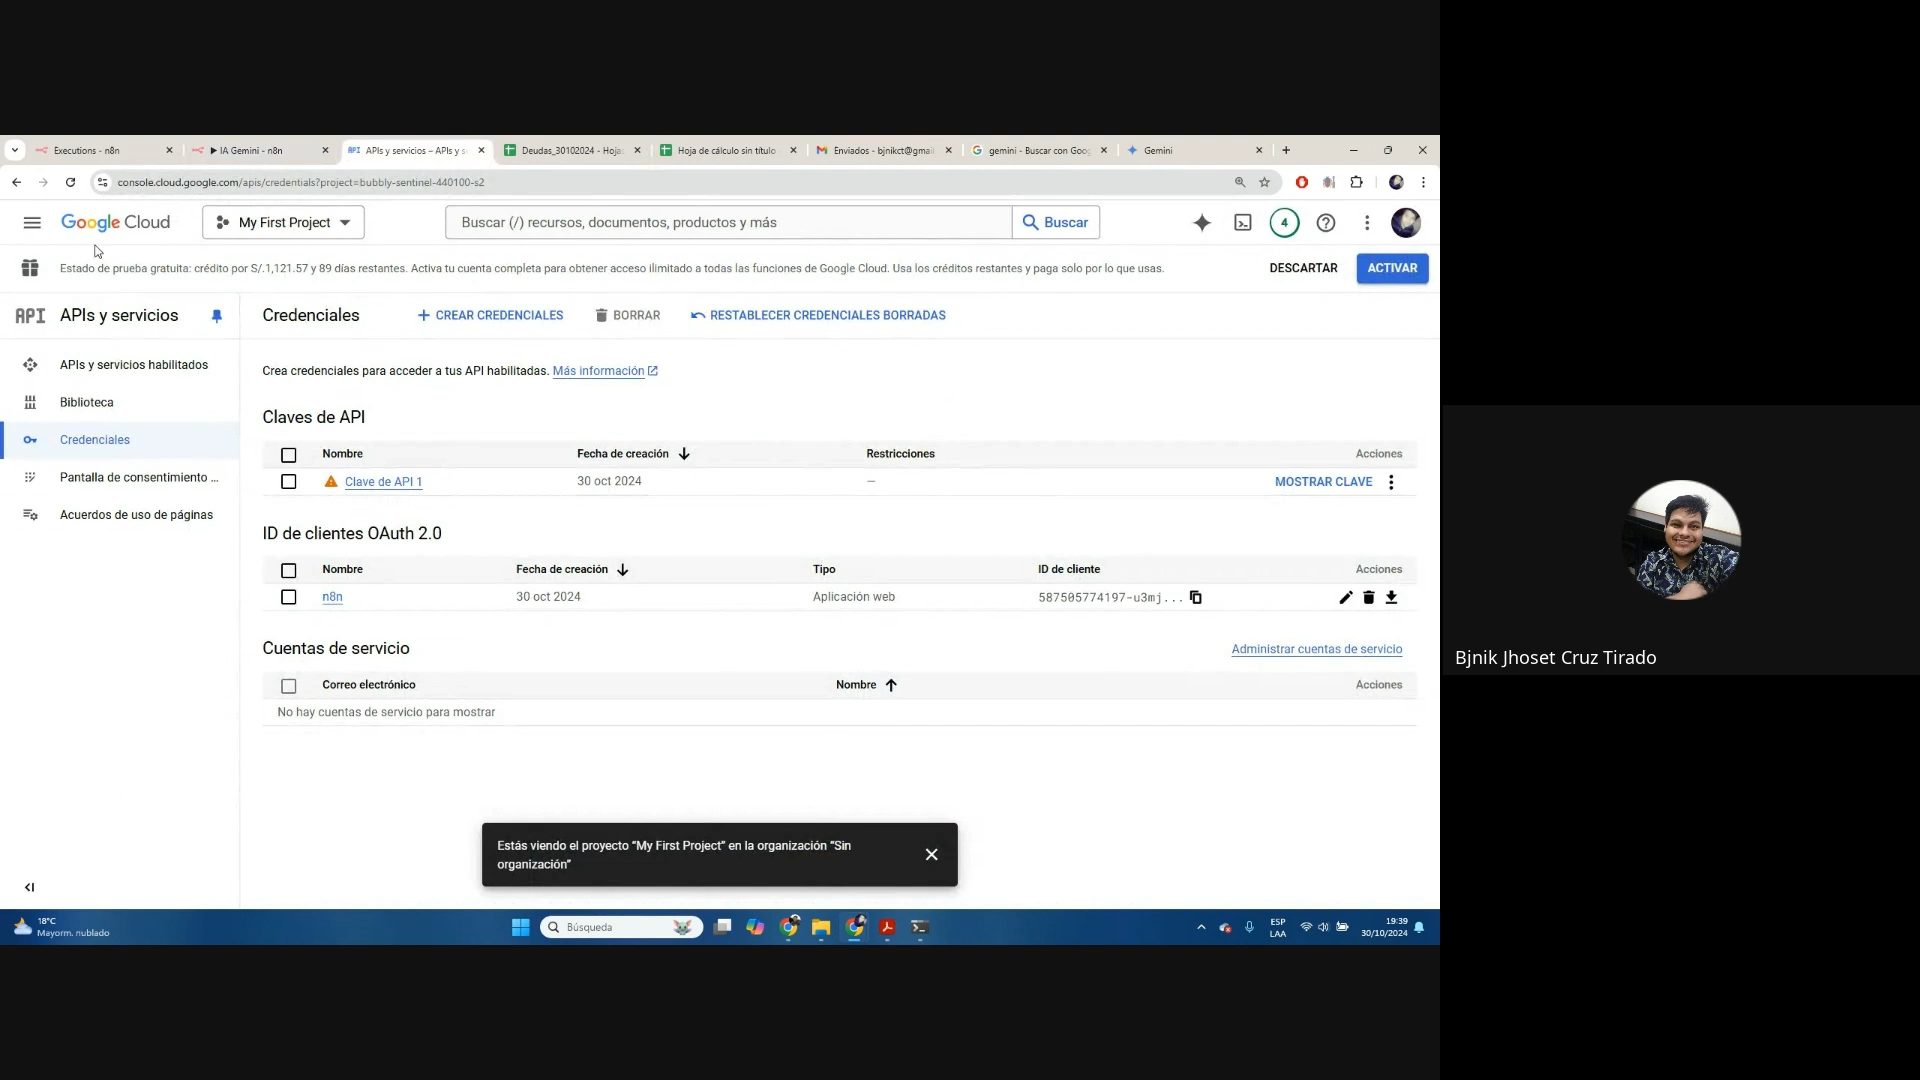 Executions - n8n
▶ IA Gemini - n8n
APIs y servicios – APIs y s
Deudas_30102024 - Hoja
Hoja de cálculo sin título
Enviados - bjnikct@gmail
gemini - Buscar con Goog
Gemini
console.cloud.google.com/apis/credentials?project=bubbly-sentinel-440100-s2
Google Cloud
My First Project
Buscar (/) recursos, documentos, productos y más
Buscar
4
Estado de prueba gratuita: crédito por S/.1,121.57 y 89 días restantes. Activa tu cuenta completa para obtener acceso ilimitado a todas las funciones de Google Cloud. Usa los créditos restantes y paga solo por lo que usas.
DESCARTAR
ACTIVAR
API APIs y servicios
APIs y servicios habilitados
Biblioteca
Credenciales
Pantalla de consentimiento ...
Acuerdos de uso de páginas
Credenciales
+ CREAR CREDENCIALES
BORRAR
RESTABLECER CREDENCIALES BORRADAS
Crea credenciales para acceder a tus API habilitadas. Más información
Claves de API
Nombre Fecha de creación Restricciones Acciones
Clave de API 1 30 oct 2024 — MOSTRAR CLAVE
ID de clientes OAuth 2.0
Nombre Fecha de creación Tipo ID de cliente Acciones
n8n 30 oct 2024 Aplicación web 587505774197-u3mj...
Cuentas de servicio
Administrar cuentas de servicio
Correo electrónico Nombre Acciones
No hay cuentas de servicio para mostrar
Estás viendo el proyecto “My First Project” en la organización “Sin
organización”
18°C
Mayorm. nublado
Búsqueda
ESP
LAA
19:39
30/10/2024
Bjnik Jhoset Cruz Tirado